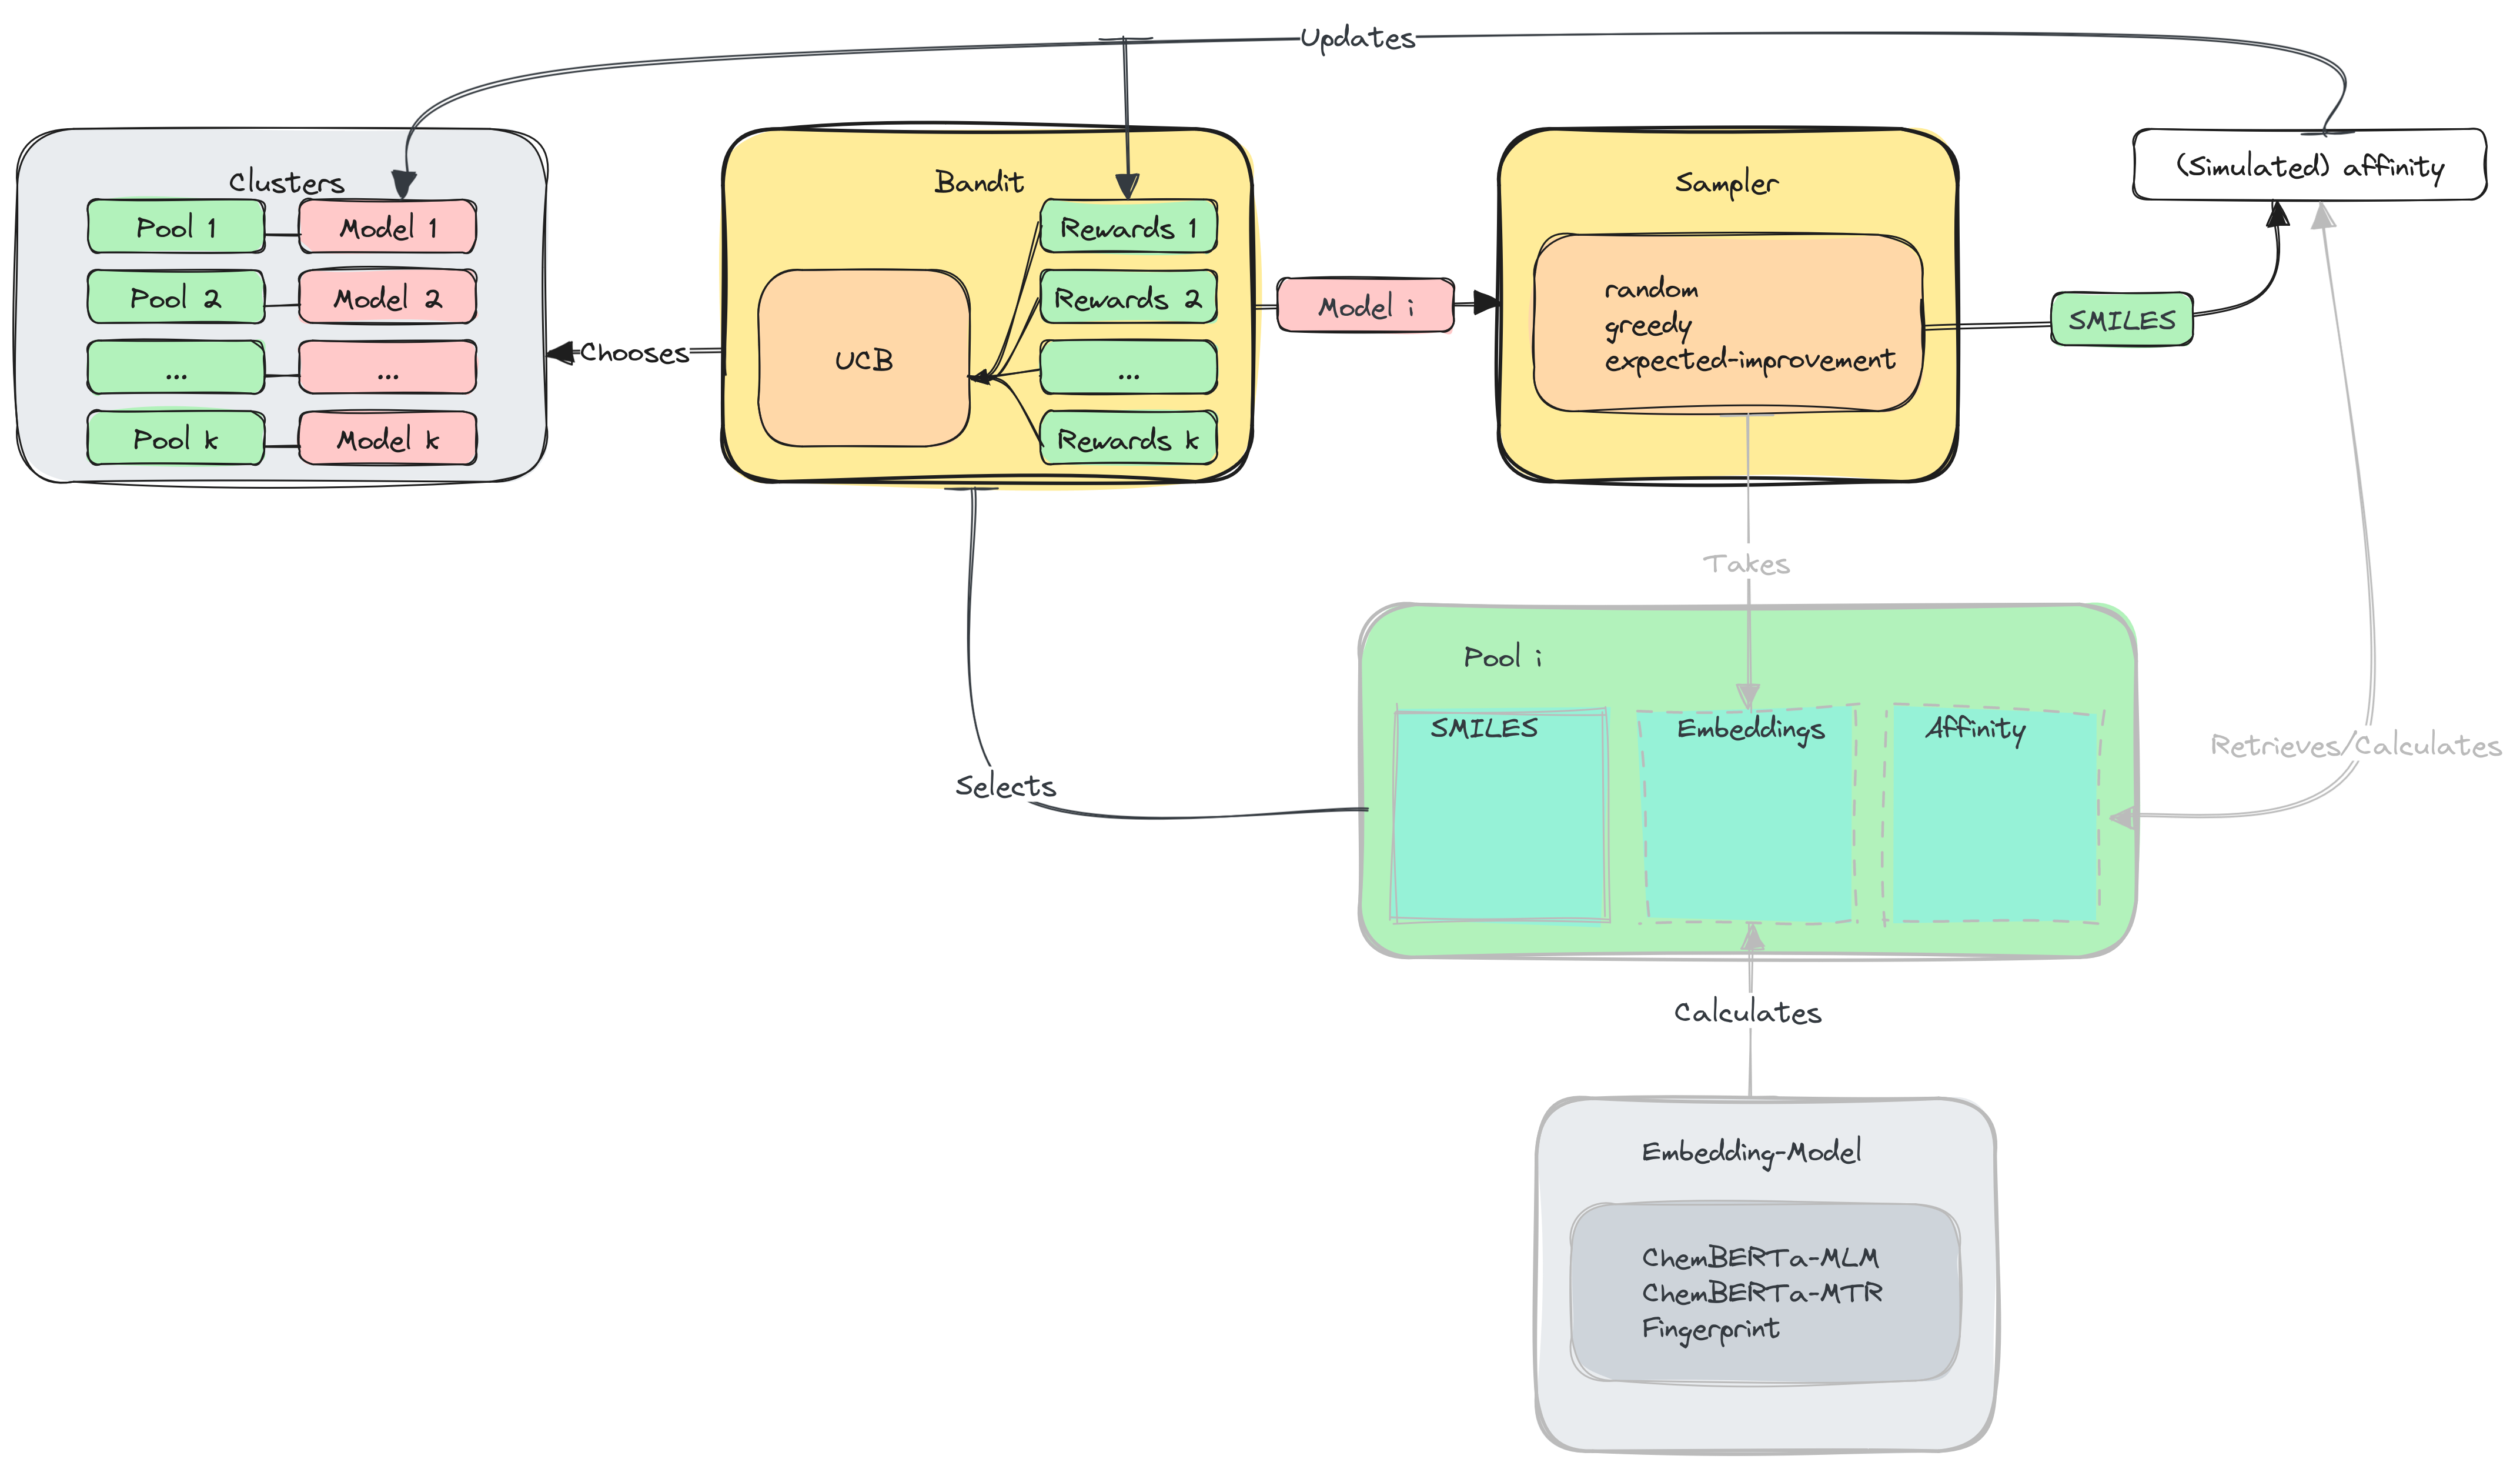 Updates
Clusters
Pool 1
Model 1
Pool 2
Model 2
...
...
Pool k
Model k
Chooses
Bandit
UCB
Rewards 1
Rewards 2
...
Rewards k
Model i
Sampler
random
greedy
expected-improvement
SMILES
(Simulated) affinity
Takes
Selects
Pool i
SMILES
Embeddings
Affinity
Retrieves/Calculates
Calculates
Embedding-Model
ChemBERTa-MLM
ChemBERTa-MTR
Fingerprint